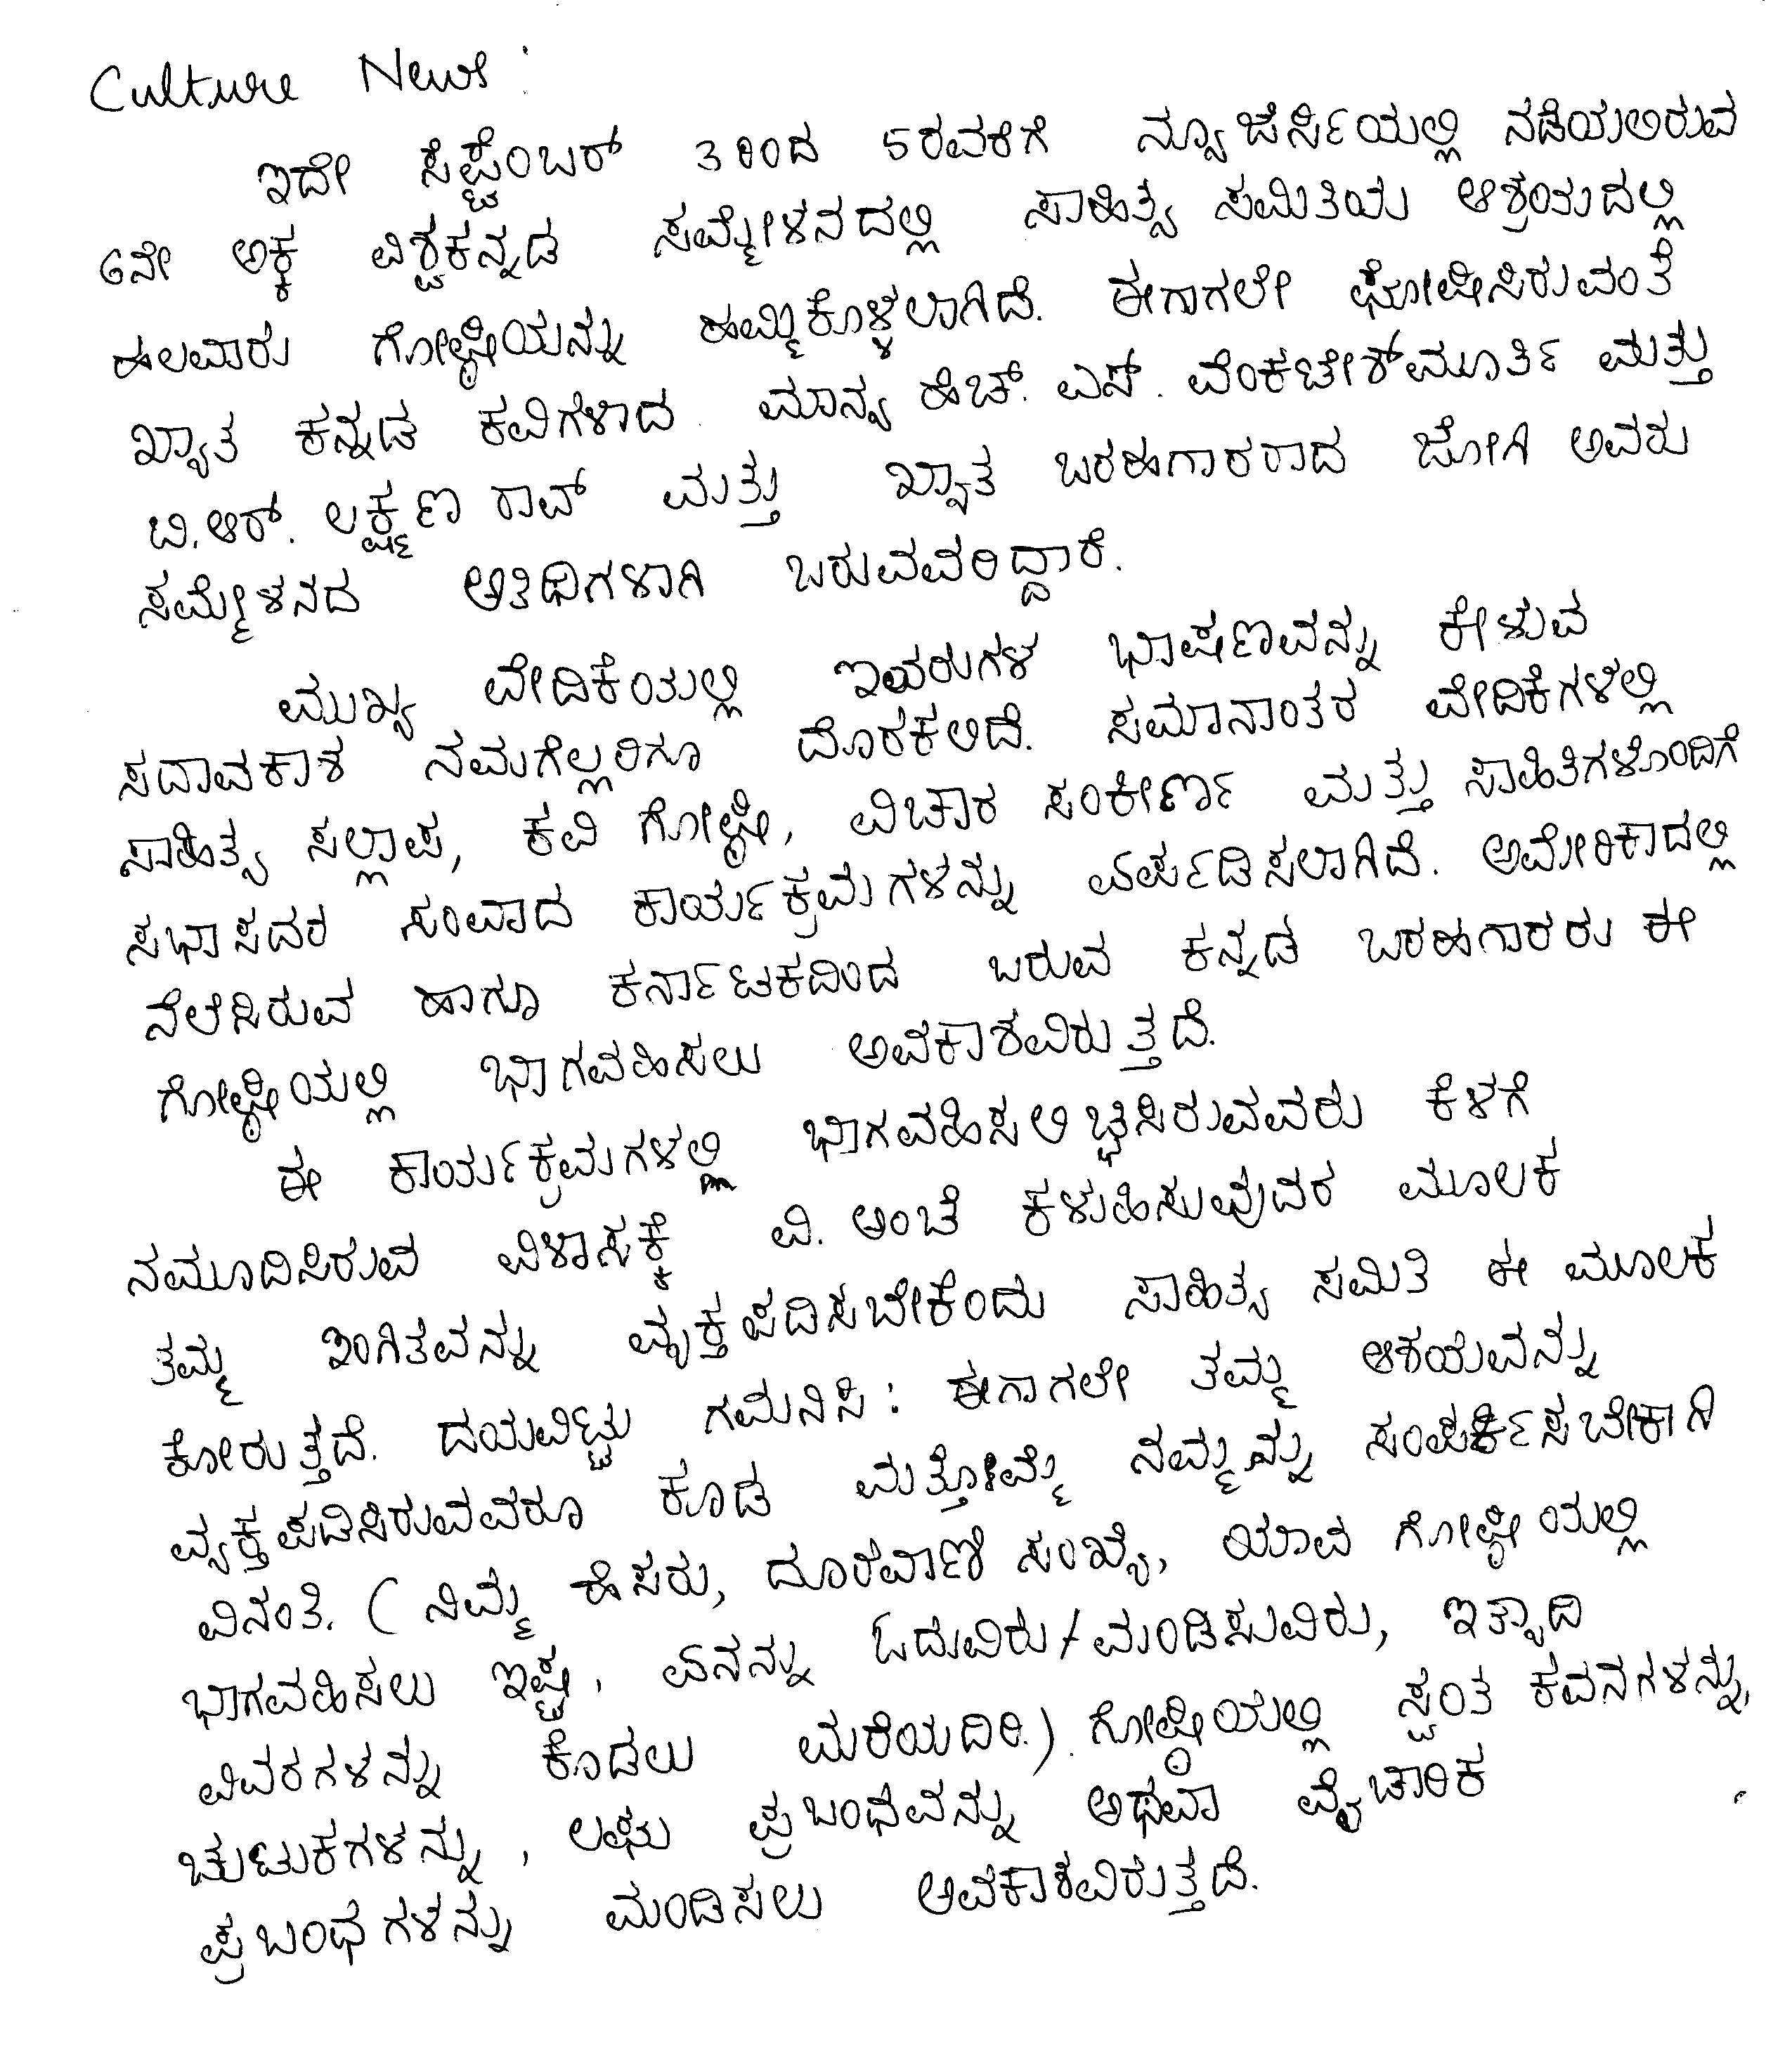 Culture News:
ಇದೇ ಸೆಪ್ಟೆಂಬರ್ 3ರಿಂದ 5ರವರೆಗೆ ನ್ಯೂಜೆರ್ಸಿಯಲ್ಲಿ ನಡೆಯಲಿರುವ
6ನೇ ಅಕ್ಕ ವಿಶ್ವಕನ್ನಡ ಸಮ್ಮೇಳನದಲ್ಲಿ ಸಾಹಿತ್ಯ ಸಮಿತಿಯ ಆಶ್ರಯದಲ್ಲಿ
ಹಲವಾರು ಗೋಷ್ಠಿಯನ್ನು ಹಮ್ಮಿಕೊಳ್ಳಲಾಗಿದೆ. ಈಗಾಗಲೇ ಘೋಷಿಸಿರುವಂತೆ
ಖ್ಯಾತ ಕನ್ನಡ ಕವಿಗಳಾದ ಮಾನ್ಯ ಹೆಚ್. ಎಸ್. ವೆಂಕಟೇಶ್‌ಮೂರ್ತಿ ಮತ್ತು
ಬಿ.ಆರ್. ಲಕ್ಷ್ಮಣ ರಾವ್ ಮತ್ತು ಖ್ಯಾತ ಬರಹಗಾರರಾದ ಜೋಗಿ ಅವರು
ಸಮ್ಮೇಳನದ ಅತಿಥಿಗಳಾಗಿ ಬರುವವರಿದ್ದಾರೆ.
ಮುಖ್ಯ ವೇದಿಕೆಯಲ್ಲಿ ಇವರುಗಳ ಭಾಷಣವನ್ನು ಕೇಳುವ
ಸದಾವಕಾಶ ನಮಗೆಲ್ಲರಿಗೂ ದೊರಕಲಿದೆ. ಸಮಾನಾಂತರ ವೇದಿಕೆಗಳಲ್ಲಿ
ಸಾಹಿತ್ಯ ಸಲ್ಲಾಪ, ಕವಿ ಗೋಷ್ಠಿ, ವಿಚಾರ ಸಂಕೀರ್ಣ ಮತ್ತು ಸಾಹಿತಿಗಳೊಂದಿಗೆ
ಸಭಾಸದರ ಸಂವಾದ ಕಾರ್ಯಕ್ರಮಗಳನ್ನು ಏರ್ಪಡಿಸಲಾಗಿದೆ. ಅಮೇರಿಕಾದಲ್ಲಿ
ನೆಲೆಸಿರುವ ಹಾಗೂ ಕರ್ನಾಟಕದಿಂದ ಬರುವ ಕನ್ನಡ ಬರಹಗಾರರು ಈ
ಗೋಷ್ಠಿಯಲ್ಲಿ ಭಾಗವಹಿಸಲು ಅವಕಾಶವಿರುತ್ತದೆ.
ಈ ಕಾರ್ಯಕ್ರಮಗಳಲ್ಲಿ ಭಾಗವಹಿಸಲಿಚ್ಛಿಸಿರುವವರು ಕೆಳಗೆ
ನಮೂದಿಸಿರುವ ವಿಳಾಸಕ್ಕೆ ವಿ. ಅಂಚೆ ಕಳುಹಿಸುವುದರ ಮೂಲಕ
ತಮ್ಮ ಇಂಗಿತವನ್ನು ವ್ಯಕ್ತಪಡಿಸಬೇಕೆಂದು ಸಾಹಿತ್ಯ ಸಮಿತಿ ಈ ಮೂಲಕ
ಕೋರುತ್ತದೆ. ದಯವಿಟ್ಟು ಗಮನಿಸಿ: ಈಗಾಗಲೇ ತಮ್ಮ ಆಶಯವನ್ನು
ವ್ಯಕ್ತಪಡಿಸಿರುವವರೂ ಕೂಡ ಮತ್ತೊಮ್ಮೆ ನಮ್ಮನ್ನು ಸಂಪರ್ಕಿಸಬೇಕಾಗಿ
ವಿನಂತಿ. (ನಿಮ್ಮ ಹೆಸರು, ದೂರವಾಣಿ ಸಂಖ್ಯೆ, ಯಾವ ಗೋಷ್ಠಿಯಲ್ಲಿ
ಭಾಗವಹಿಸಲು ಇಷ್ಟ, ಏನನ್ನು ಓದುವಿರು/ಮಂಡಿಸುವಿರು, ಇತ್ಯಾದಿ
ವಿವರಗಳನ್ನು ಕೊಡಲು ಮರೆಯದಿರಿ.). ಗೋಷ್ಠಿಯಲ್ಲಿ ಸ್ವಂತ ಕವನಗಳನ್ನು,
ಚುಟುಕಗಳನ್ನು, ಲಘು ಪ್ರಬಂಧವನ್ನು ಅಥವಾ ವೈಚಾರಿಕ
ಪ್ರಬಂಧಗಳನ್ನು ಮಂಡಿಸಲು ಅವಕಾಶವಿರುತ್ತದೆ.